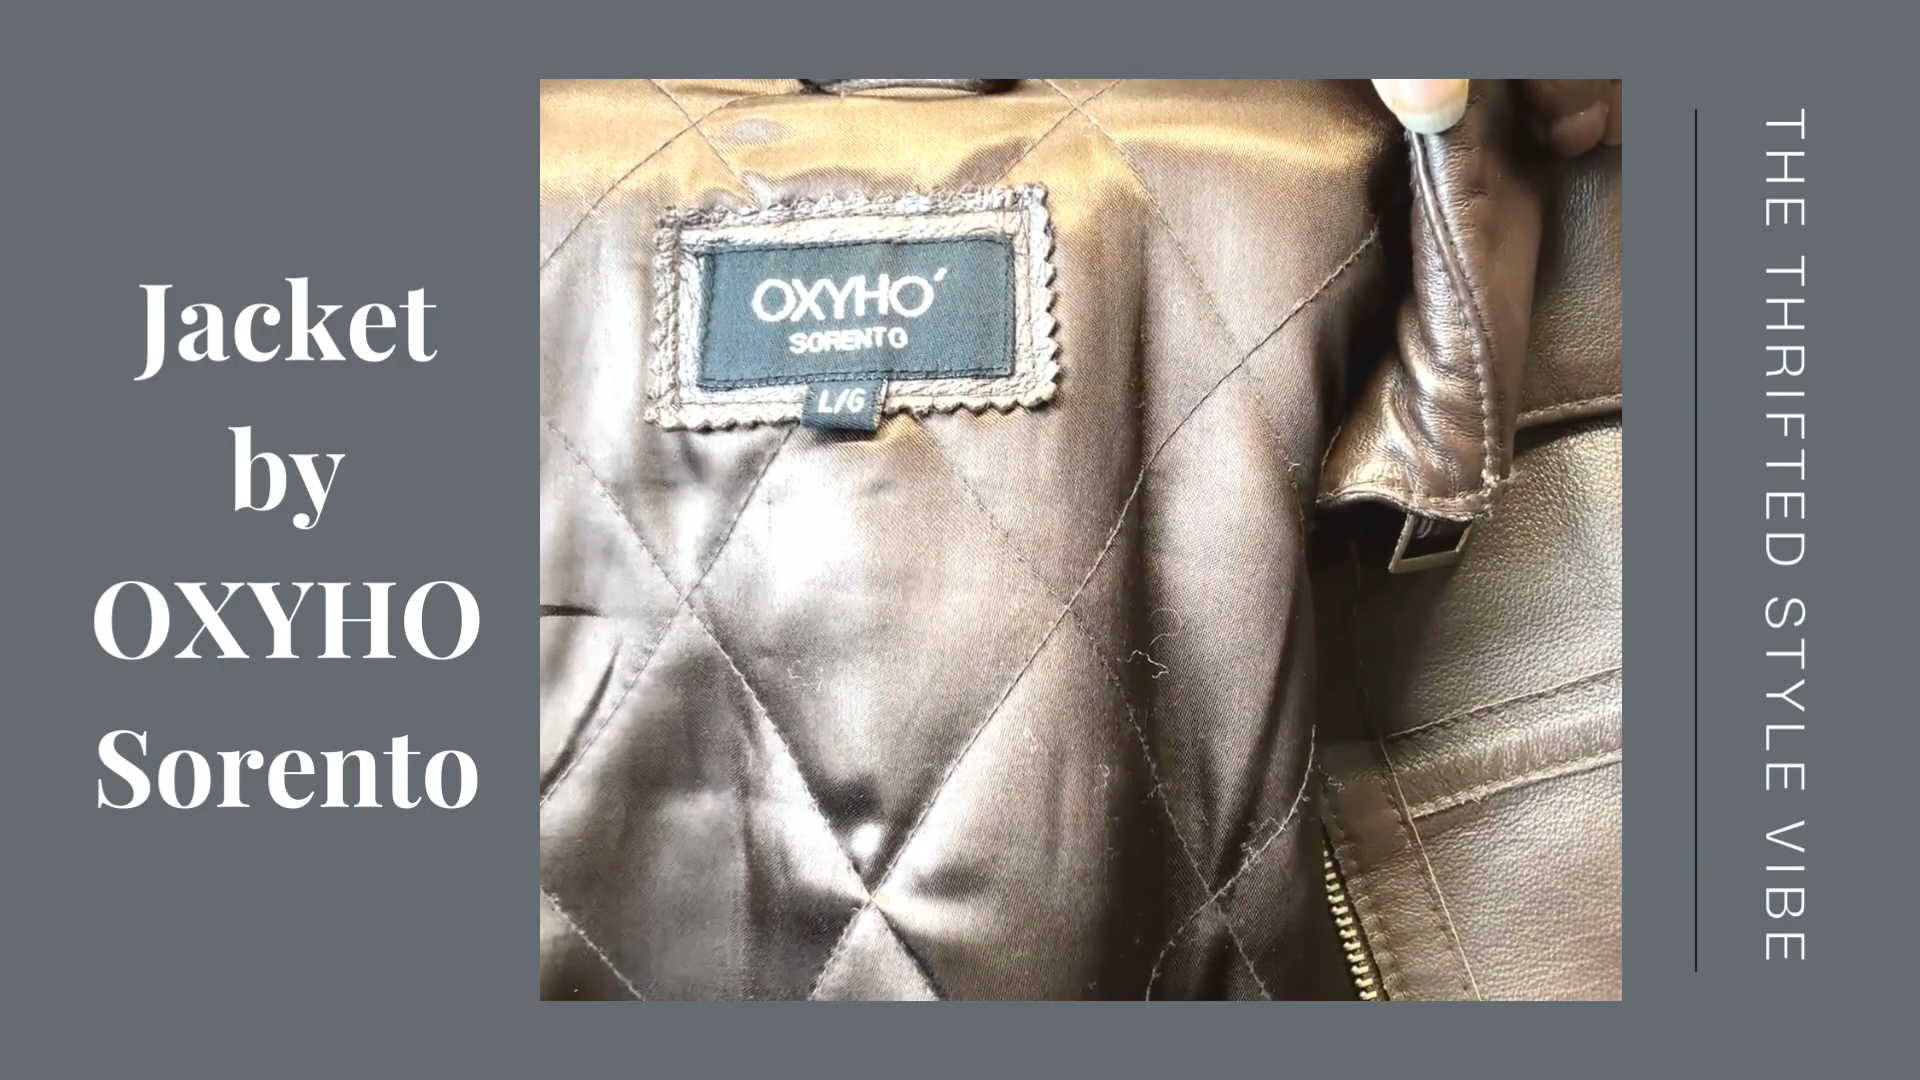 Jacket
by
OXYHO
Sorento
OXYHO´
SORENTO
L/G
THE THRIFTED STYLE VIBE